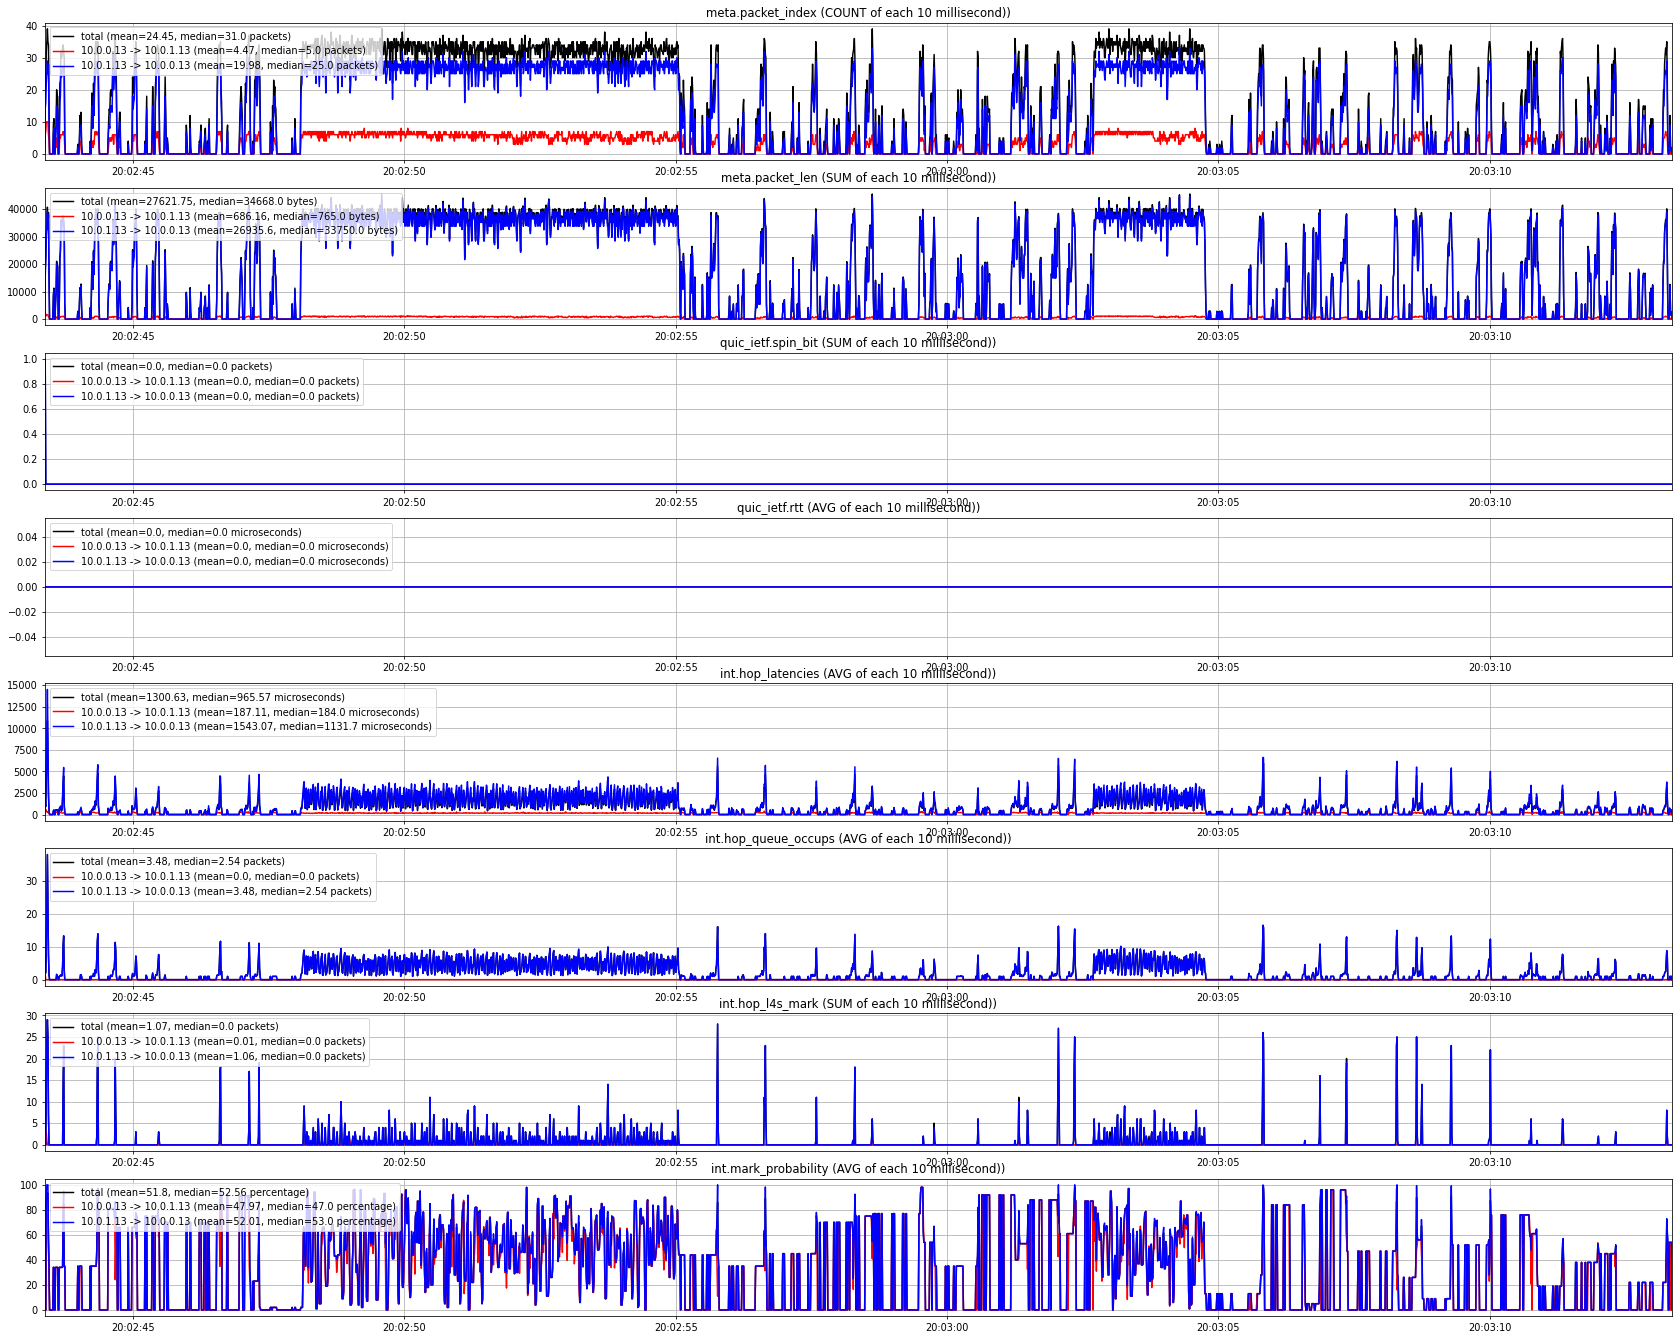 meta.packet_index (COUNT of each 10 millisecond))
40
30
20
10
0
total (mean=24.45, median=31.0 packets)
10.0.0.13 -> 10.0.1.13 (mean=4.47, median=5.0 packets)
10.0.1.13 -> 10.0.0.13 (mean=19.98, median=25.0 packets)
20:02:45 20:02:50 20:02:55 20:03:00 20:03:05 20:03:10
meta.packet_len (SUM of each 10 millisecond))
40000
30000
20000
10000
0
total (mean=27621.75, median=34668.0 bytes)
10.0.0.13 -> 10.0.1.13 (mean=686.16, median=765.0 bytes)
10.0.1.13 -> 10.0.0.13 (mean=26935.6, median=33750.0 bytes)
20:02:45 20:02:50 20:02:55 20:03:00 20:03:05 20:03:10
quic_ietf.spin_bit (SUM of each 10 millisecond))
1.0
0.8
0.6
0.4
0.2
0.0
total (mean=0.0, median=0.0 packets)
10.0.0.13 -> 10.0.1.13 (mean=0.0, median=0.0 packets)
10.0.1.13 -> 10.0.0.13 (mean=0.0, median=0.0 packets)
20:02:45 20:02:50 20:02:55 20:03:00 20:03:05 20:03:10
quic_ietf.rtt (AVG of each 10 millisecond))
0.04
0.02
0.00
−0.02
−0.04
total (mean=0.0, median=0.0 microseconds)
10.0.0.13 -> 10.0.1.13 (mean=0.0, median=0.0 microseconds)
10.0.1.13 -> 10.0.0.13 (mean=0.0, median=0.0 microseconds)
20:02:45 20:02:50 20:02:55 20:03:00 20:03:05 20:03:10
int.hop_latencies (AVG of each 10 millisecond))
15000
12500
10000
7500
5000
2500
0
total (mean=1300.63, median=965.57 microseconds)
10.0.0.13 -> 10.0.1.13 (mean=187.11, median=184.0 microseconds)
10.0.1.13 -> 10.0.0.13 (mean=1543.07, median=1131.7 microseconds)
20:02:45 20:02:50 20:02:55 20:03:00 20:03:05 20:03:10
int.hop_queue_occups (AVG of each 10 millisecond))
30
20
10
0
total (mean=3.48, median=2.54 packets)
10.0.0.13 -> 10.0.1.13 (mean=0.0, median=0.0 packets)
10.0.1.13 -> 10.0.0.13 (mean=3.48, median=2.54 packets)
20:02:45 20:02:50 20:02:55 20:03:00 20:03:05 20:03:10
int.hop_l4s_mark (SUM of each 10 millisecond))
30
25
20
15
10
5
0
total (mean=1.07, median=0.0 packets)
10.0.0.13 -> 10.0.1.13 (mean=0.01, median=0.0 packets)
10.0.1.13 -> 10.0.0.13 (mean=1.06, median=0.0 packets)
20:02:45 20:02:50 20:02:55 20:03:00 20:03:05 20:03:10
int.mark_probability (AVG of each 10 millisecond))
100
80
60
40
20
0
total (mean=51.8, median=52.56 percentage)
10.0.0.13 -> 10.0.1.13 (mean=47.97, median=47.0 percentage)
10.0.1.13 -> 10.0.0.13 (mean=52.01, median=53.0 percentage)
20:02:45 20:02:50 20:02:55 20:03:00 20:03:05 20:03:10